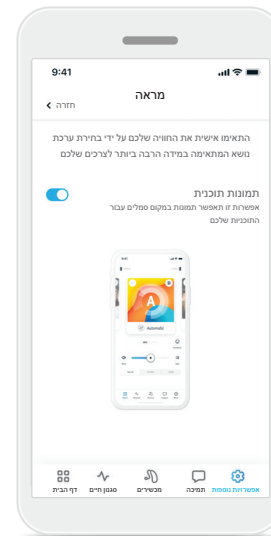 9:41
מראה
חזרה
התאימו אישית את החוויה שלכם על ידי בחירת ערכת
נושא המתאימה במידה הרבה ביותר לצרכים שלכם
תמונות תוכנית
אפשרות זו תאפשר תמונות במקום סמלים עבור
התוכניות שלכם
A
Automatic
דף הבית סגנון חיים מכשירים תמיכה אפשרויות נוספות